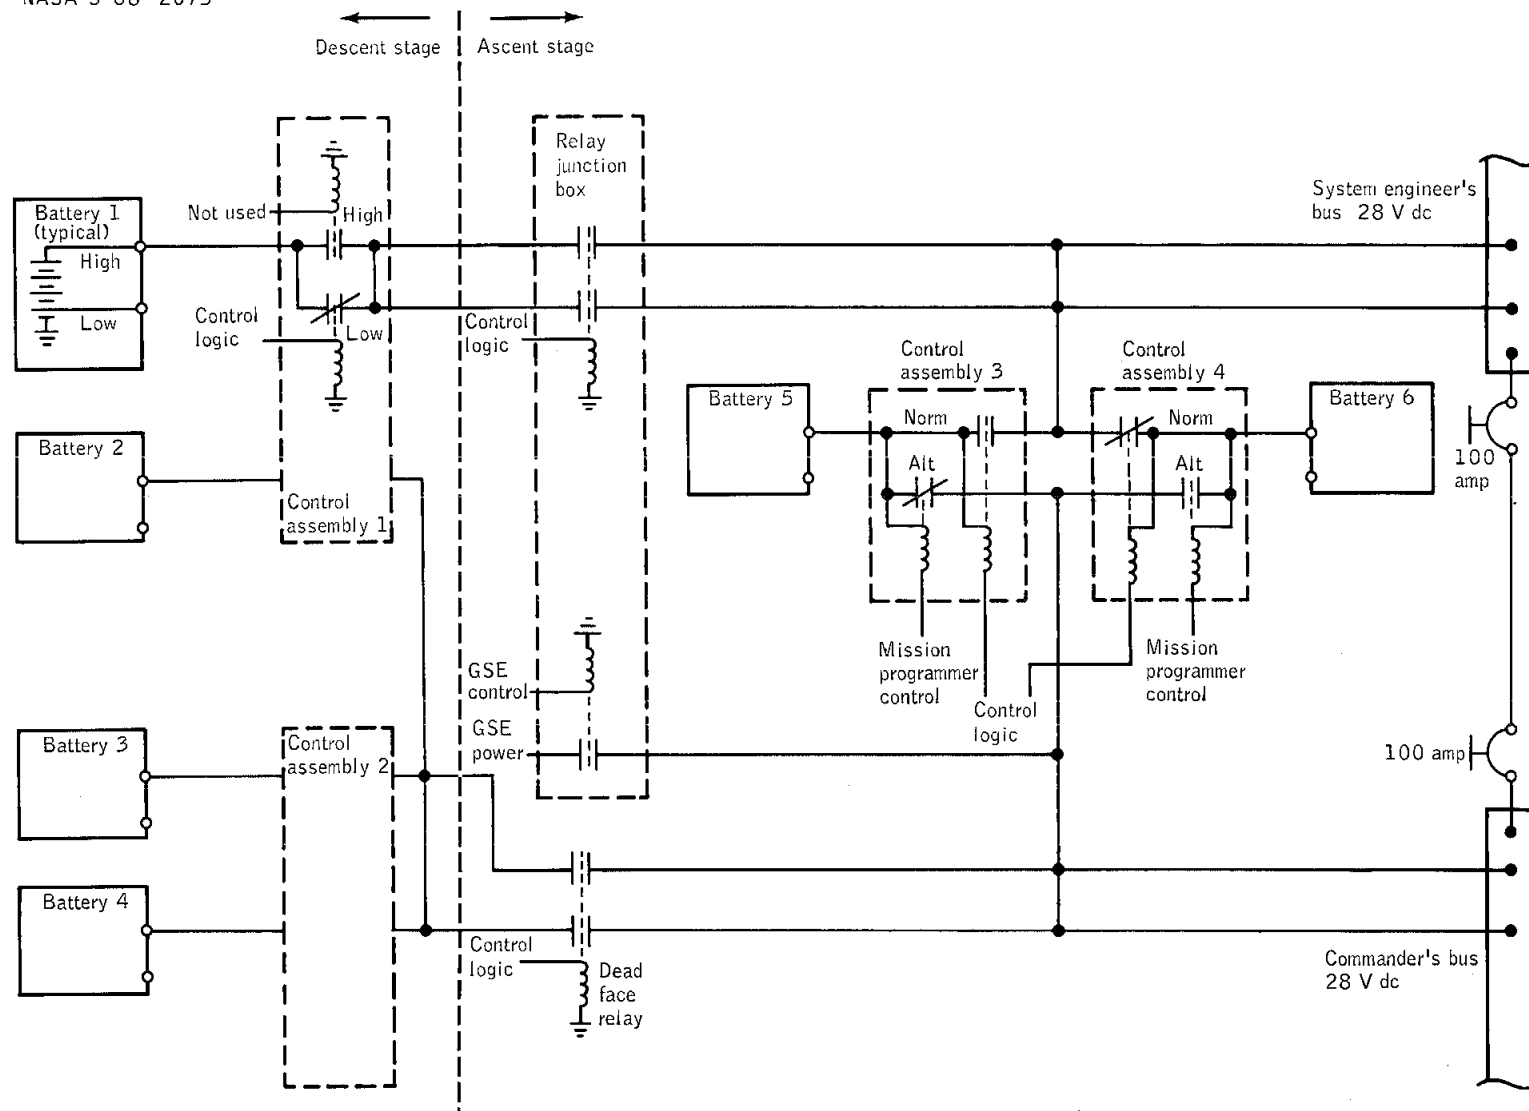 NASA-S-68-2075
Descent stage
Ascent stage
Relay
junction
box
System engineer's
bus 28 V dc
Battery 1
(typical)
High
Low
Not used
High
Control
logic
Low
Control
logic
Control
assembly 3
Control
assembly 4
Battery 5
Norm
Norm
Battery 6
Alt
Alt
100
amp
Battery 2
Control
assembly 1
Mission
programmer
control
Mission
programmer
control
Control
logic
GSE
control
GSE
power
Battery 3
Control
assembly 2
100 amp
Battery 4
Control
logic
Dead
face
relay
Commander's bus
28 V dc